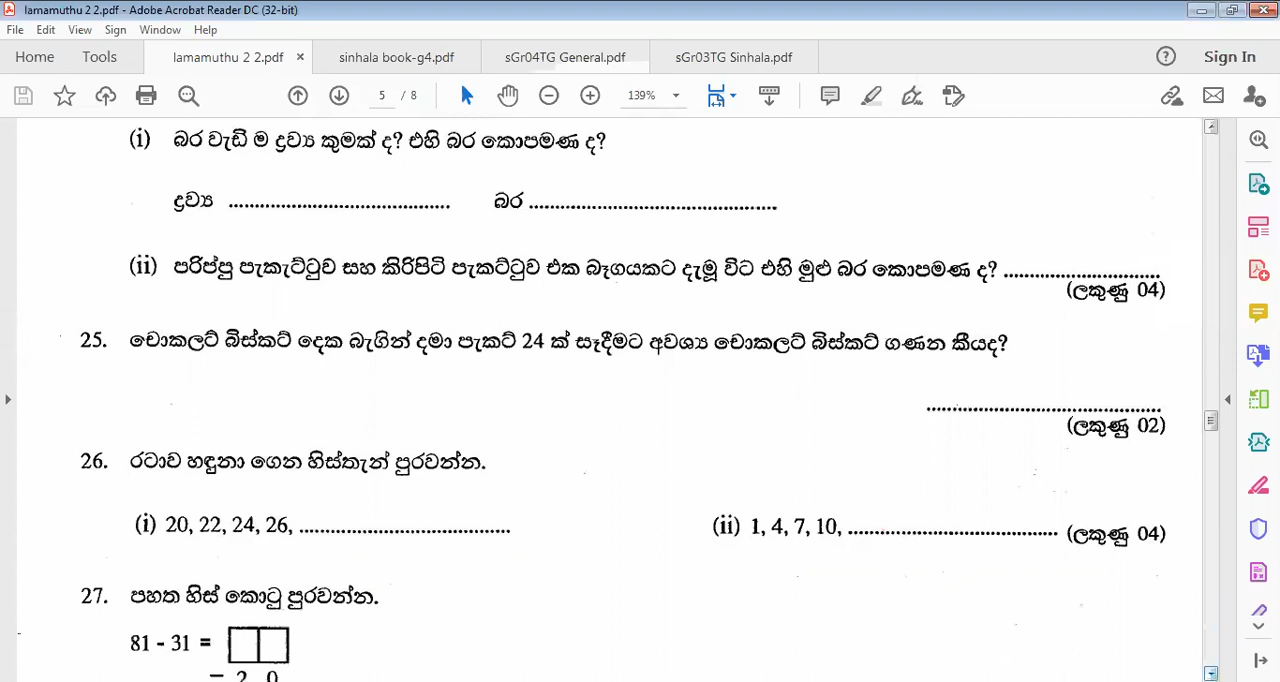 lamamuthu 2 2.pdf - Adobe Acrobat Reader DC (32-bit)
File Edit View Sign Window Help
Home Tools lamamuthu 2 2.pdf × sinhala book-g4.pdf sGr04TG General.pdf sGr03TG Sinhala.pdf Sign In
5 / 8 139%
(i) බර වැඩි ම ද්‍රව්‍ය කුමක් ද? එහි බර කොපමණ ද?
ද්‍රව්‍ය ........................................ බර ..............................................
(ii) පරිප්පු පැකැට්ටුව සහ කිරිපිටි පැකට්ටුව එක බෑගයකට දැමූ විට එහි මුළු බර කොපමණ ද? ............................
(ලකුණු 04)
25. චොකලට් බිස්කට් දෙක බැගින් දමා පැකට් 24 ක් සෑදීමට අවශ්‍ය චොකලට් බිස්කට් ගණන කීයද?
..........................................
(ලකුණු 02)
26. රටාව හඳුනා ගෙන හිස්තැන් පුරවන්න.
(i) 20, 22, 24, 26, ...................................... (ii) 1, 4, 7, 10, ...................................... (ලකුණු 04)
27. පහත හිස් කොටු පුරවන්න.
81 - 31 =
= 2 0